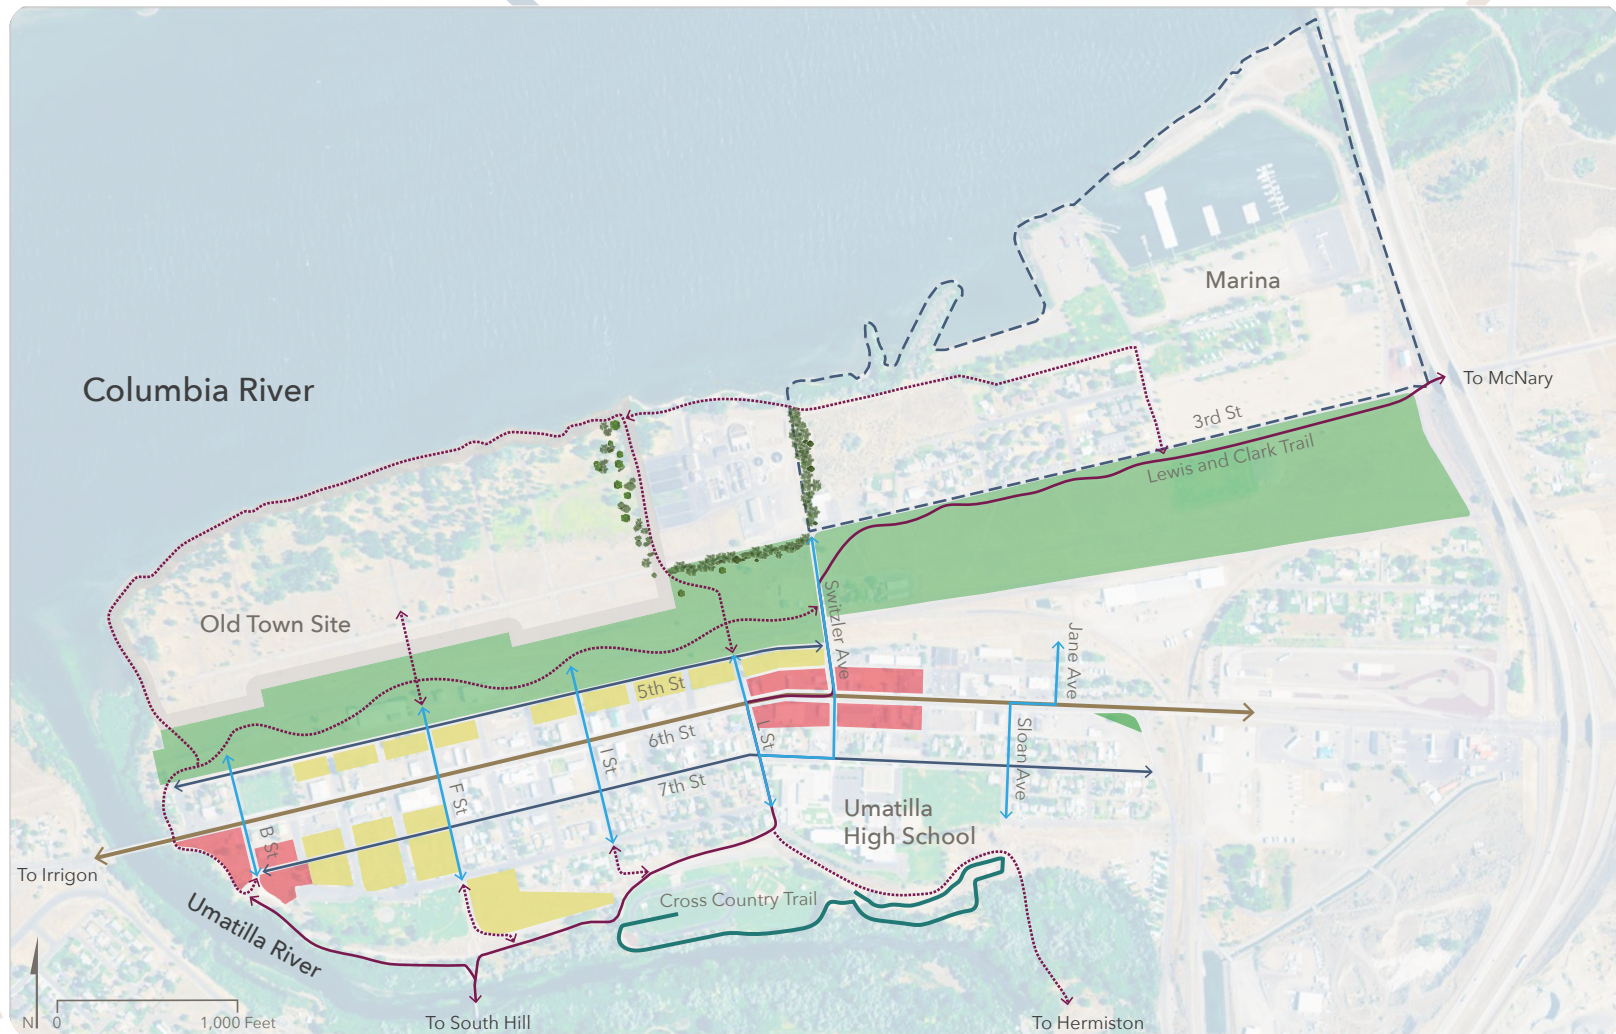 Marina
To McNary
Columbia River
3rd St
Lewis and Clark Trail
Old Town Site
Switzler Ave
Jane Ave
5th St
6th St
L St
Sloan Ave
I St
7th St
F St
B St
Umatilla
High School
To Irrigon
Cross Country Trail
Umatilla River
N
0
1,000 Feet
To South Hill
To Hermiston